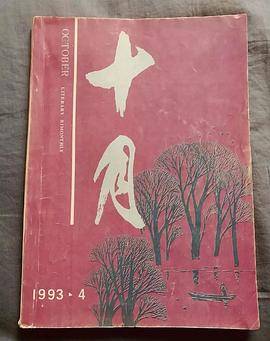 十月
OCTOBER
LITERARY BIMONTHLY
1993·4